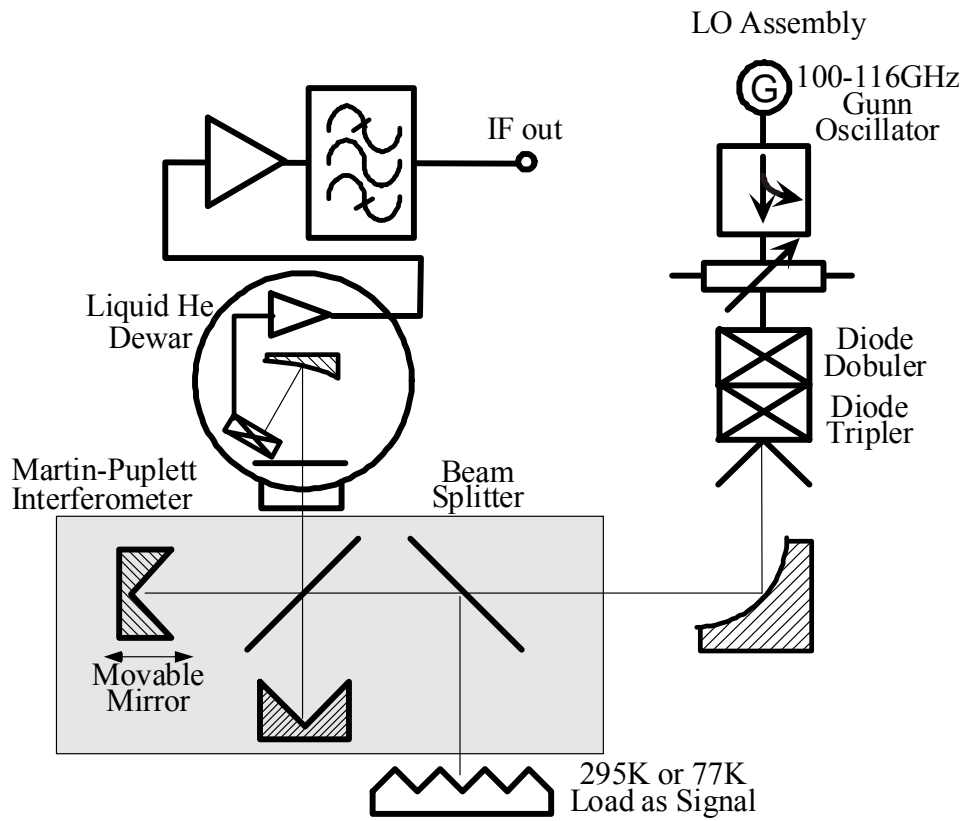 LO Assembly
G
100-116GHz
Gunn
Oscillator
IF out
Liquid He
Dewar
Diode
Dobuler
Diode
Tripler
Martin-Puplett
Interferometer
Beam
Splitter
Movable
Mirror
295K or 77K
Load as Signal